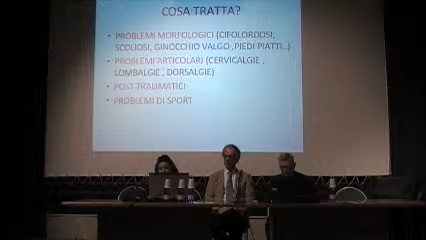 COSA TRATTA?
• PROBLEMI MORFOLOGICI (CIFOLORDOSI,
SCOLIOSI, GINOCCHIO VALGO ,PIEDI PIATTI..)
• PROBLEMI ARTICOLARI (CERVICALGIE ,
LOMBALGIE , DORSALGIE)
• POST TRAUMATICI
• PROBLEMI DI SPORT